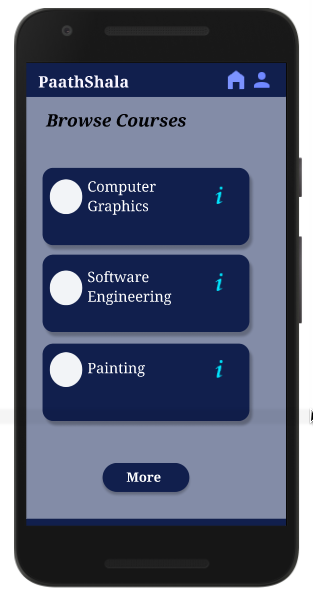 PaathShala
Browse Courses
Computer
Graphics
i
Software
Engineering
i
Painting
i
More